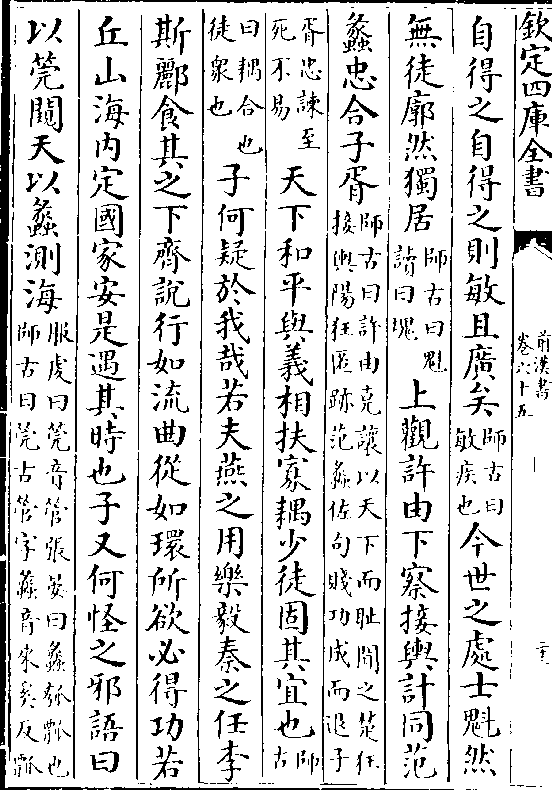 欽定四庫全書
前漢書
卷六十五
自得之自得之則敏且廣矣師古曰敏疾也今世之處士魁然
無徒廓然獨居師古曰魁讀曰塊上觀許由下察接輿計同范
蠡忠合子胥師古曰許由堯讓以天下而耻聞之楚狂接輿陽狂匿跡范蠡佐句賤功成而退子
胥忠諫至死不易天下和平與義相扶寡耦少徒固其宜也師古
曰耦合也徒衆也子何疑於我哉若夫燕之用樂毅秦之任李
斯酈食其之下齊說行如流曲從如環所欲必得功若
丘山海内定國家安是遇其時也子又何怪之邪語曰
以筦闚天以蠡測海服虔曰筦音管張晏曰蠡瓠瓢也師古曰筦古管字蠡音來奚反瓢